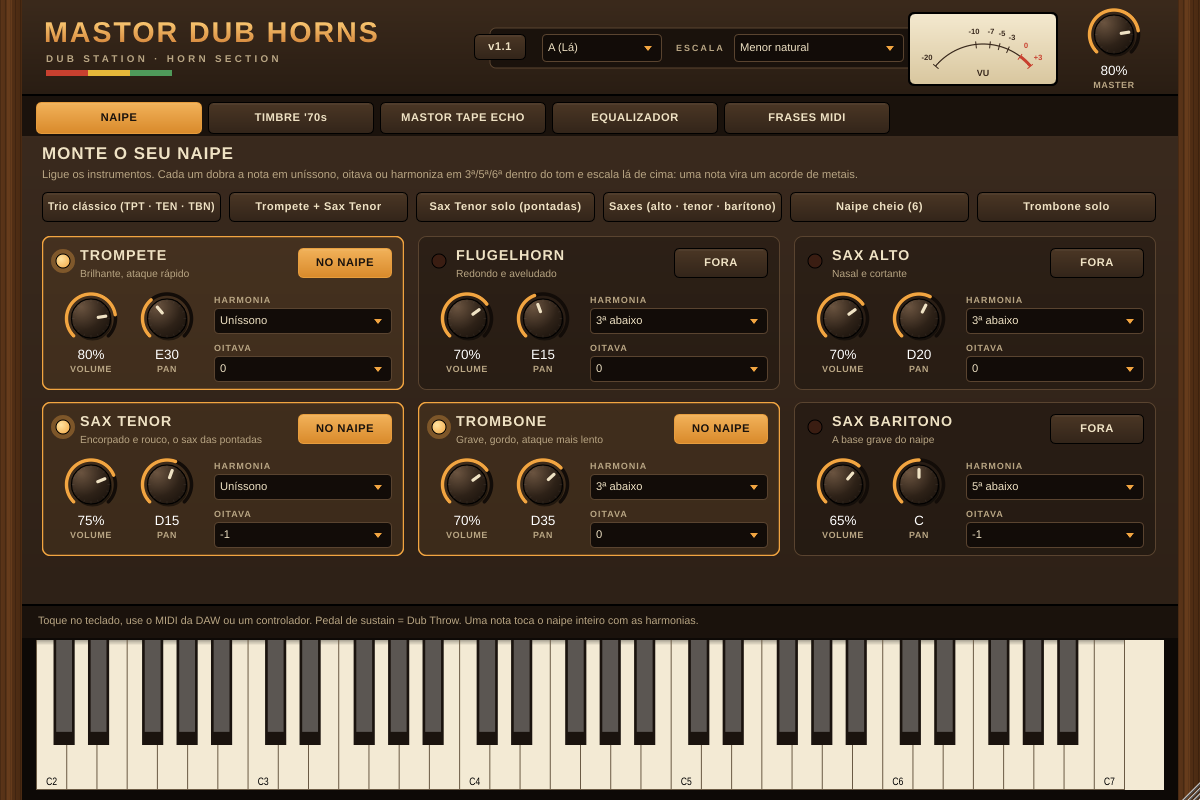 MASTOR DUB HORNS
DUB STATION · HORN SECTION
v1.1
A (Lá)
ESCALA
Menor natural
-20
-10
-7
-5
-3
0
+3
VU
80%
MASTER
NAIPE
TIMBRE '70s
MASTOR TAPE ECHO
EQUALIZADOR
FRASES MIDI
MONTE O SEU NAIPE
Ligue os instrumentos. Cada um dobra a nota em uníssono, oitava ou harmoniza em 3ª/5ª/6ª dentro do tom e escala lá de cima: uma nota vira um acorde de metais.
Trio clássico (TPT · TEN · TBN)
Trompete + Sax Tenor
Sax Tenor solo (pontadas)
Saxes (alto · tenor · barítono)
Naipe cheio (6)
Trombone solo
TROMPETE
Brilhante, ataque rápido
NO NAIPE
80%
VOLUME
E30
PAN
HARMONIA
Uníssono
OITAVA
0
FLUGELHORN
Redondo e aveludado
FORA
70%
VOLUME
E15
PAN
HARMONIA
3ª abaixo
OITAVA
0
SAX ALTO
Nasal e cortante
FORA
70%
VOLUME
D20
PAN
HARMONIA
3ª abaixo
OITAVA
0
SAX TENOR
Encorpado e rouco, o sax das pontadas
NO NAIPE
75%
VOLUME
D15
PAN
HARMONIA
Uníssono
OITAVA
-1
TROMBONE
Grave, gordo, ataque mais lento
NO NAIPE
70%
VOLUME
D35
PAN
HARMONIA
3ª abaixo
OITAVA
0
SAX BARITONO
A base grave do naipe
FORA
65%
VOLUME
C
PAN
HARMONIA
5ª abaixo
OITAVA
-1
Toque no teclado, use o MIDI da DAW ou um controlador. Pedal de sustain = Dub Throw. Uma nota toca o naipe inteiro com as harmonias.
C2
C3
C4
C5
C6
C7